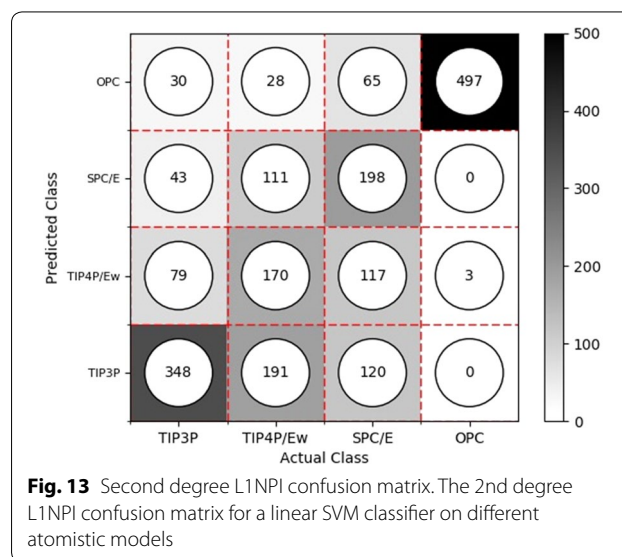 500
OPC 30 28 65 497
400
SPC/E 43 111 198 0
300
Predicted Class
200
TIP4P/Ew 79 170 117 3
100
TIP3P 348 191 120 0
0
TIP3P TIP4P/Ew SPC/E OPC
Actual Class
Fig. 13 Second degree L1NPI confusion matrix. The 2nd degree
L1NPI confusion matrix for a linear SVM classifier on different
atomistic models